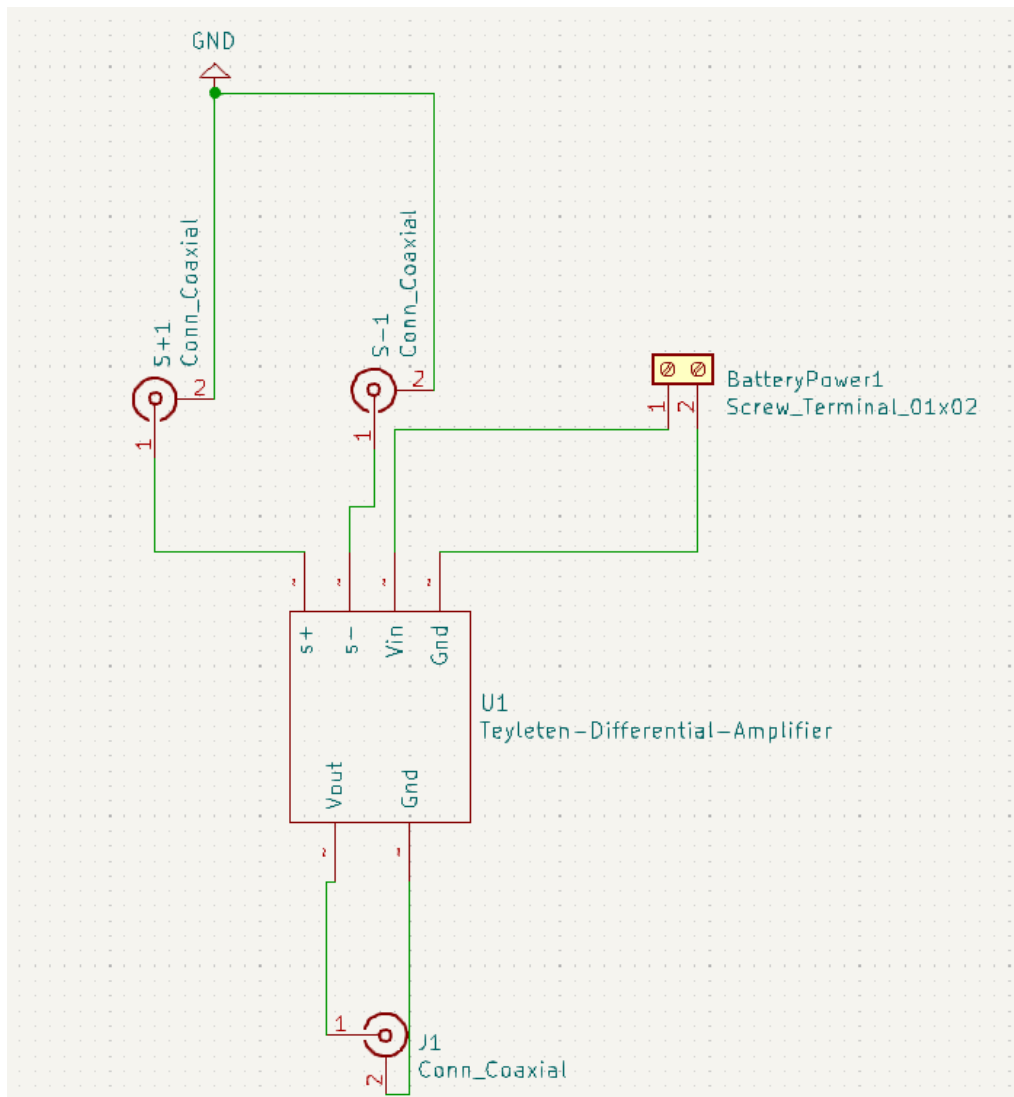 GND
S+1
Conn_Coaxial
2
1
S-1
Conn_Coaxial
2
1
BatteryPower1
Screw_Terminal_01x02
1
2
~
~
~
~
s+
s-
Vin
Gnd
U1
Teyleten-Differential-Amplifier
Vout
Gnd
~
~
1
J1
Conn_Coaxial
2